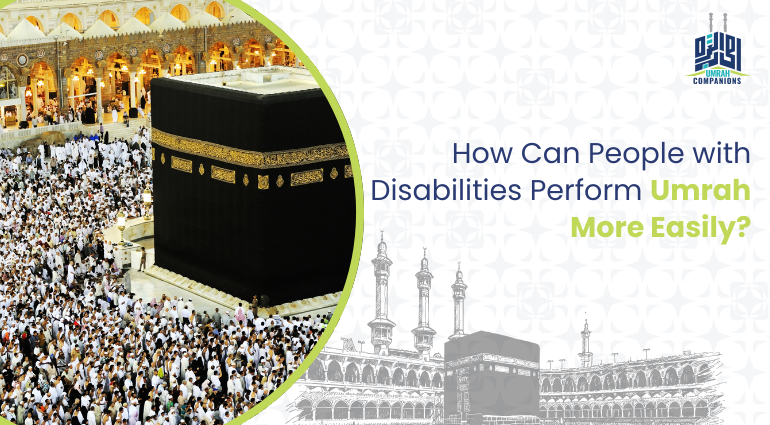 UMRAH
COMPANIONS
How Can People with
Disabilities Perform Umrah
More Easily?